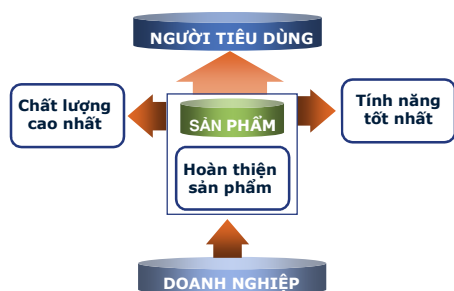 NGƯỜI TIÊU DÙNG
Chất lượng
cao nhất
Tính năng
tốt nhất
SẢN PHẨM
Hoàn thiện
sản phẩm
DOANH NGHIỆP